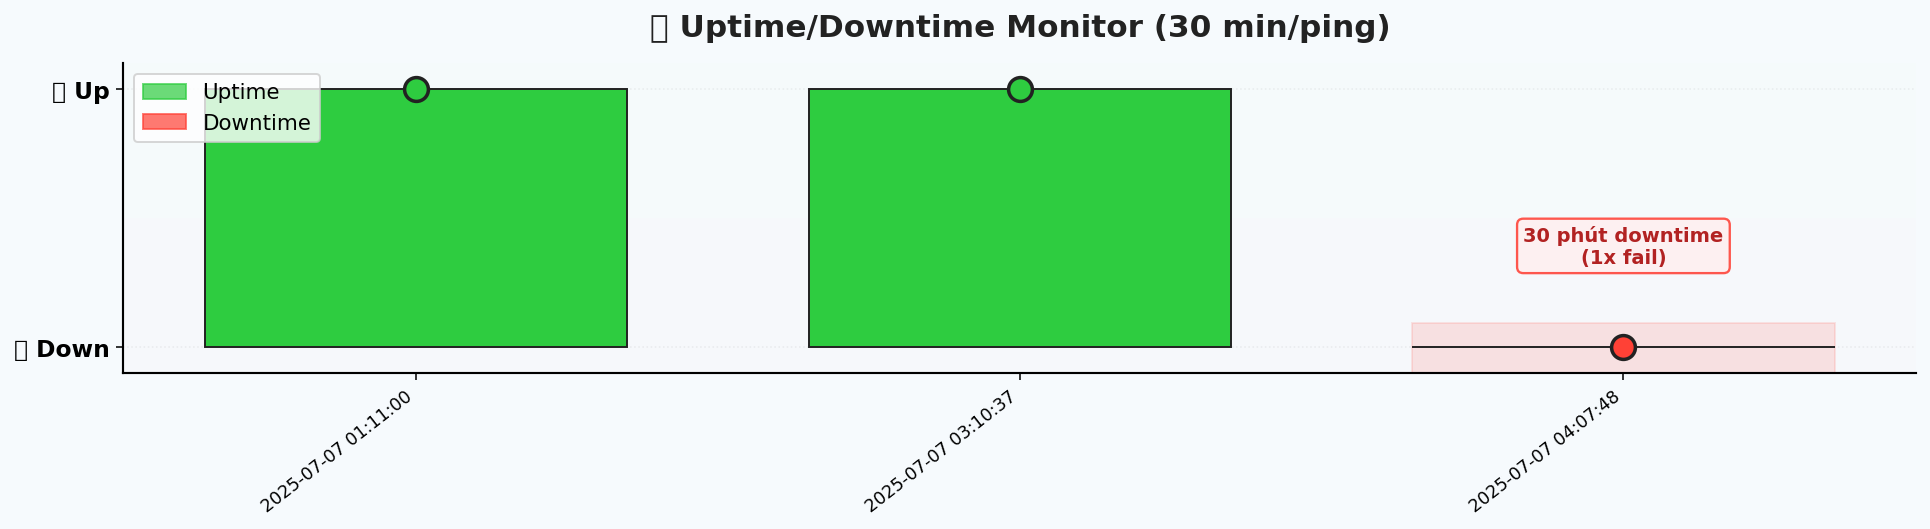 Uptime/Downtime Monitor (30 min/ping)
Up
Uptime
Downtime
30 phút downtime
(1x fail)
Down
2025-07-07 01:11:00
2025-07-07 03:10:37
2025-07-07 04:07:48